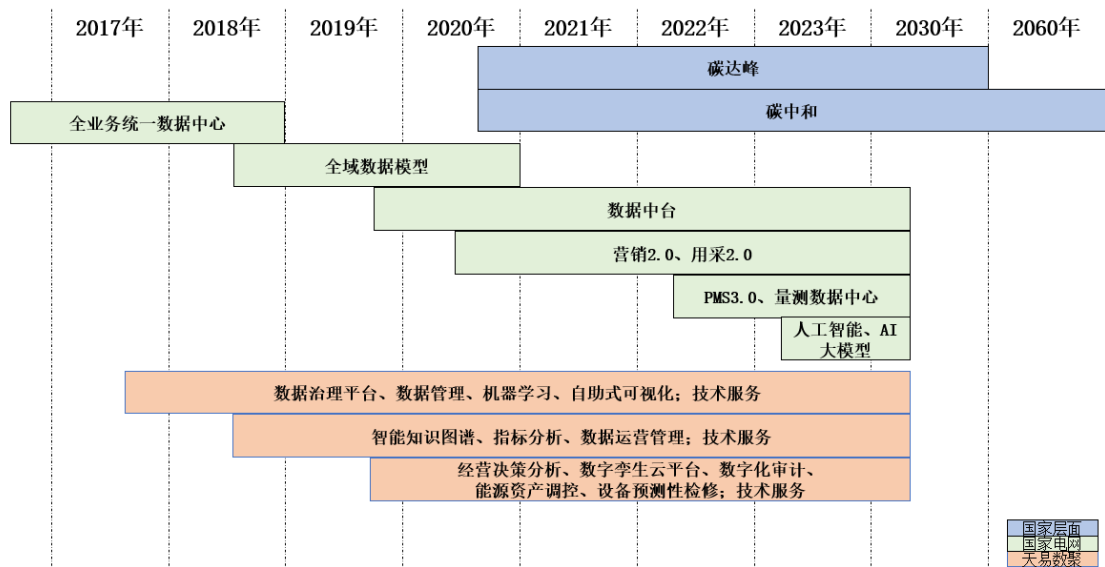 2017年 2018年 2019年 2020年 2021年 2022年 2023年 2030年 2060年
碳达峰
碳中和
全业务统一数据中心
全域数据模型
数据中台
营销2.0、用采2.0
PMS3.0、量测数据中心
人工智能、AI
大模型
数据治理平台、数据管理、机器学习、自助式可视化；技术服务
智能知识图谱、指标分析、数据运营管理；技术服务
经营决策分析、数字孪生云平台、数字化审计、
能源资产调控、设备预测性检修；技术服务
国家层面
国家电网
天易数聚